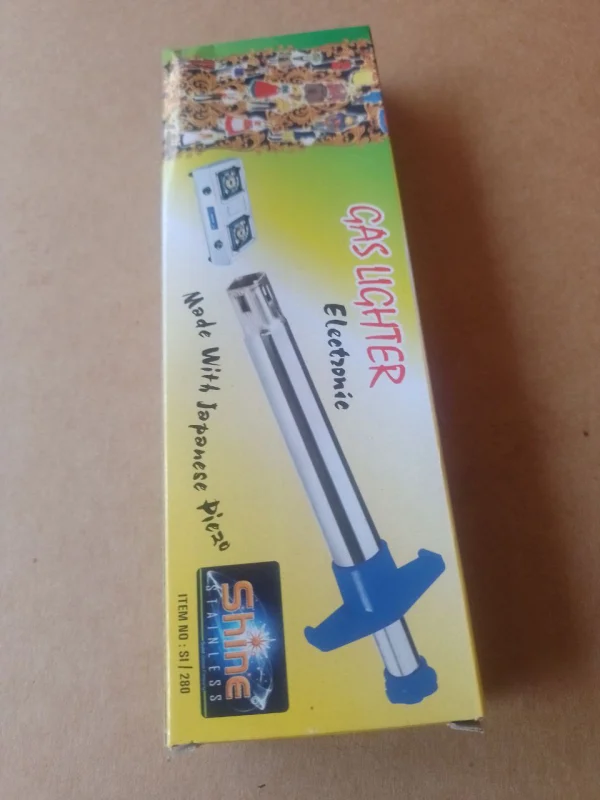 GAS LIGHTER
Electronic
Made With Japanese Piezo
Shine
STAINLESS
ITEM NO : SI / 280